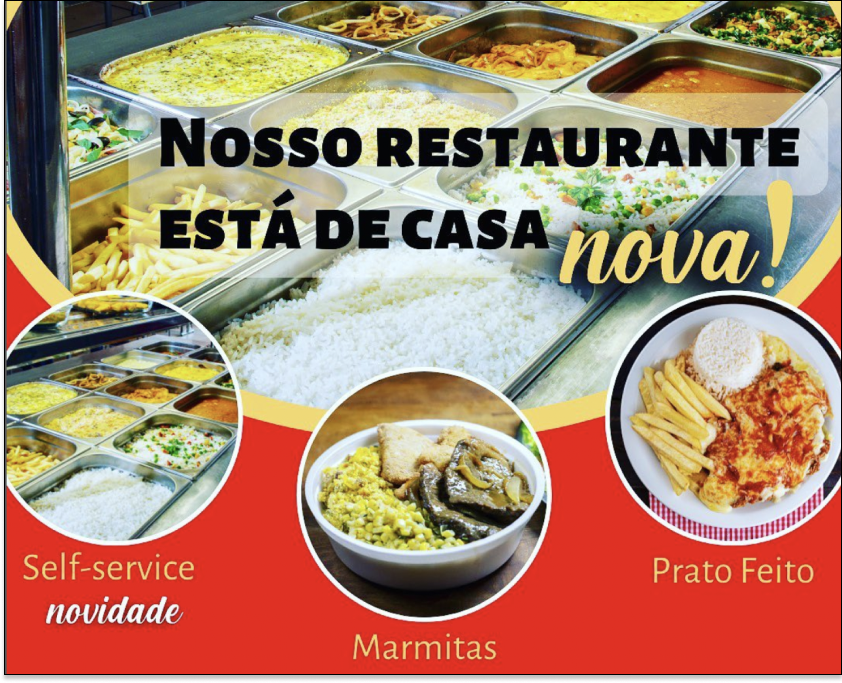 Nosso restaurante
está de casa nova!
Self-service
novidade
Marmitas
Prato Feito